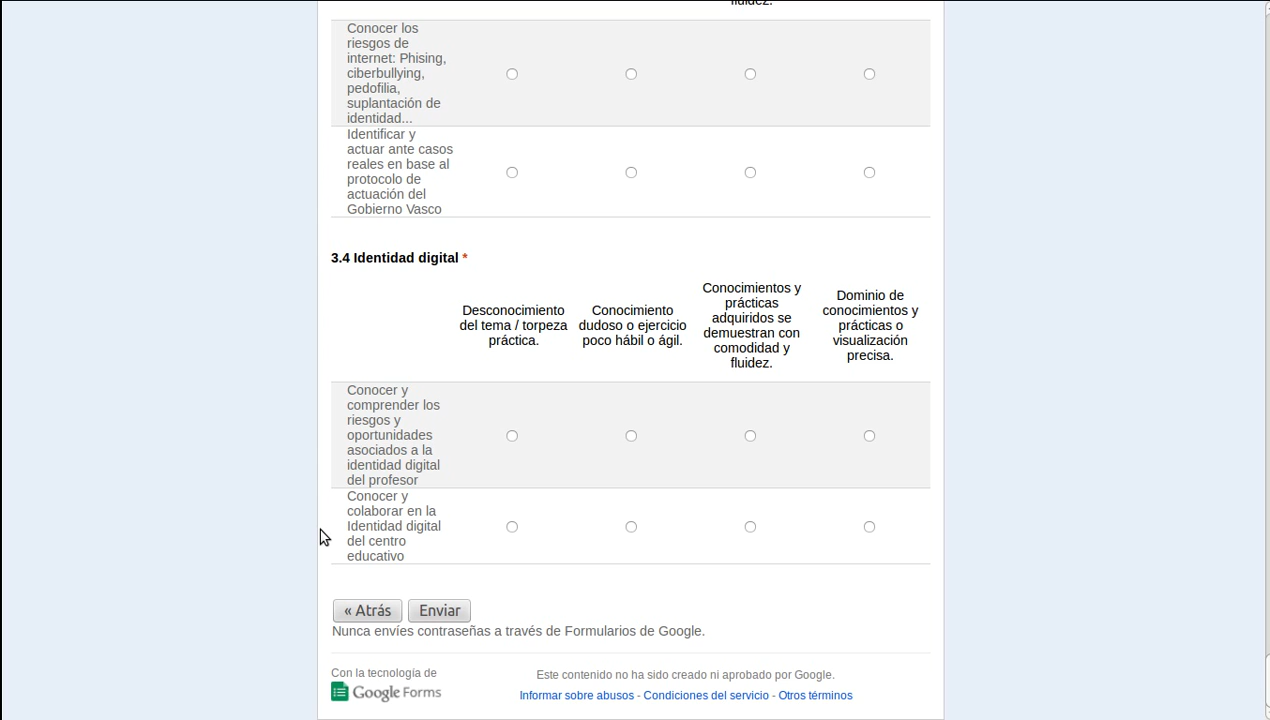 fluidez.
Conocer los
riesgos de
internet: Phising,
ciberbullying,
pedofilia,
suplantación de
identidad...
Identificar y
actuar ante casos
reales en base al
protocolo de
actuación del
Gobierno Vasco
3.4 Identidad digital *
Desconocimiento
del tema / torpeza
práctica.
Conocimiento
dudoso o ejercicio
poco hábil o ágil.
Conocimientos y
prácticas
adquiridos se
demuestran con
comodidad y
fluidez.
Dominio de
conocimientos y
prácticas o
visualización
precisa.
Conocer y
comprender los
riesgos y
oportunidades
asociados a la
identidad digital
del profesor
Conocer y
colaborar en la
Identidad digital
del centro
educativo
« Atrás
Enviar
Nunca envíes contraseñas a través de Formularios de Google.
Con la tecnología de
Google Forms
Este contenido no ha sido creado ni aprobado por Google.
Informar sobre abusos - Condiciones del servicio - Otros términos